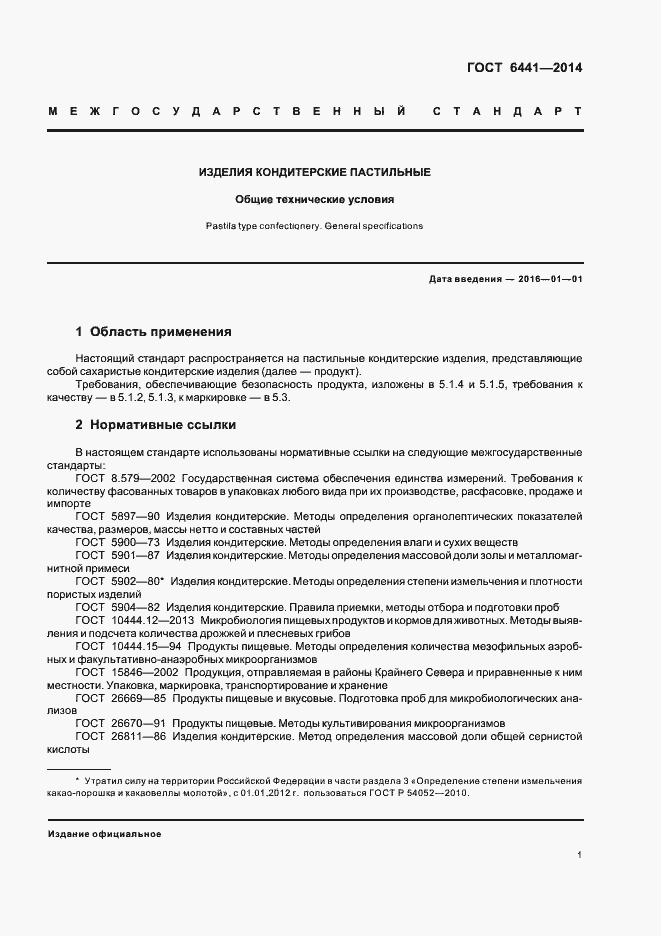 ГОСТ 6441—2014
МЕЖГОСУДАРСТВЕННЫЙ СТАНДАРТ
ИЗДЕЛИЯ КОНДИТЕРСКИЕ ПАСТИЛЬНЫЕ
Общие технические условия
Pastila type confectionery. General specifications
Дата введения — 2016—01—01
1 Область применения
Настоящий стандарт распространяется на пастильные кондитерские изделия, представляющие
собой сахаристые кондитерские изделия (далее — продукт).
Требования, обеспечивающие безопасность продукта, изложены в 5.1.4 и 5.1.5, требования к
качеству — в 5.1.2, 5.1.3, к маркировке — в 5.3.
2 Нормативные ссылки
В настоящем стандарте использованы нормативные ссылки на следующие межгосударственные
стандарты:
ГОСТ 8.579—2002 Государственная система обеспечения единства измерений. Требования к
количеству фасованных товаров в упаковках любого вида при их производстве, расфасовке, продаже и
импорте
ГОСТ 5897—90 Изделия кондитерские. Методы определения органолептических показателей
качества, размеров, массы нетто и составных частей
ГОСТ 5900—73 Изделия кондитерские. Методы определения влаги и сухих веществ
ГОСТ 5901—87 Изделия кондитерские. Методы определения массовой доли золы и металломаг-
нитной примеси
ГОСТ 5902—80* Изделия кондитерские. Методы определения степени измельчения и плотности
пористых изделий
ГОСТ 5904—82 Изделия кондитерские. Правила приемки, методы отбора и подготовки проб
ГОСТ 10444.12—2013 Микробиология пищевых продуктов и кормов для животных. Методы выяв-
ления и подсчета количества дрожжей и плесневых грибов
ГОСТ 10444.15—94 Продукты пищевые. Методы определения количества мезофильных аэроб-
ных и факультативно-анаэробных микроорганизмов
ГОСТ 15846—2002 Продукция, отправляемая в районы Крайнего Севера и приравненные к ним
местности. Упаковка, маркировка, транспортирование и хранение
ГОСТ 26669—85 Продукты пищевые и вкусовые. Подготовка проб для микробиологических ана-
лизов
ГОСТ 26670—91 Продукты пищевые. Методы культивирования микроорганизмов
ГОСТ 26811—86 Изделия кондитерские. Метод определения массовой доли общей сернистой
кислоты
* Утратил силу на территории Российской Федерации в части раздела 3 «Определение степени измельчения
какао-порошка и какаовеллы молотой», с 01.01.2012 г. пользоваться ГОСТ Р 54052—2010.
Издание официальное
1